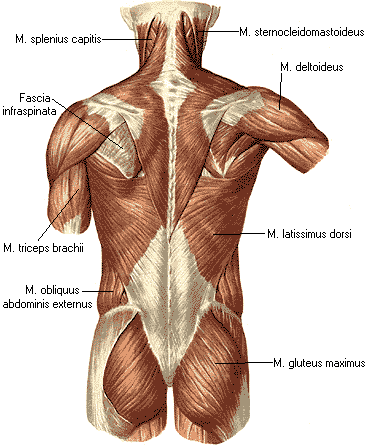 M. splenius capitis
M. sternocleidomastoideus
M. deltoideus
Fascia
infraspinata
M. triceps brachii
M. latissimus dorsi
M. obliquus
abdominis externus
M. gluteus maximus